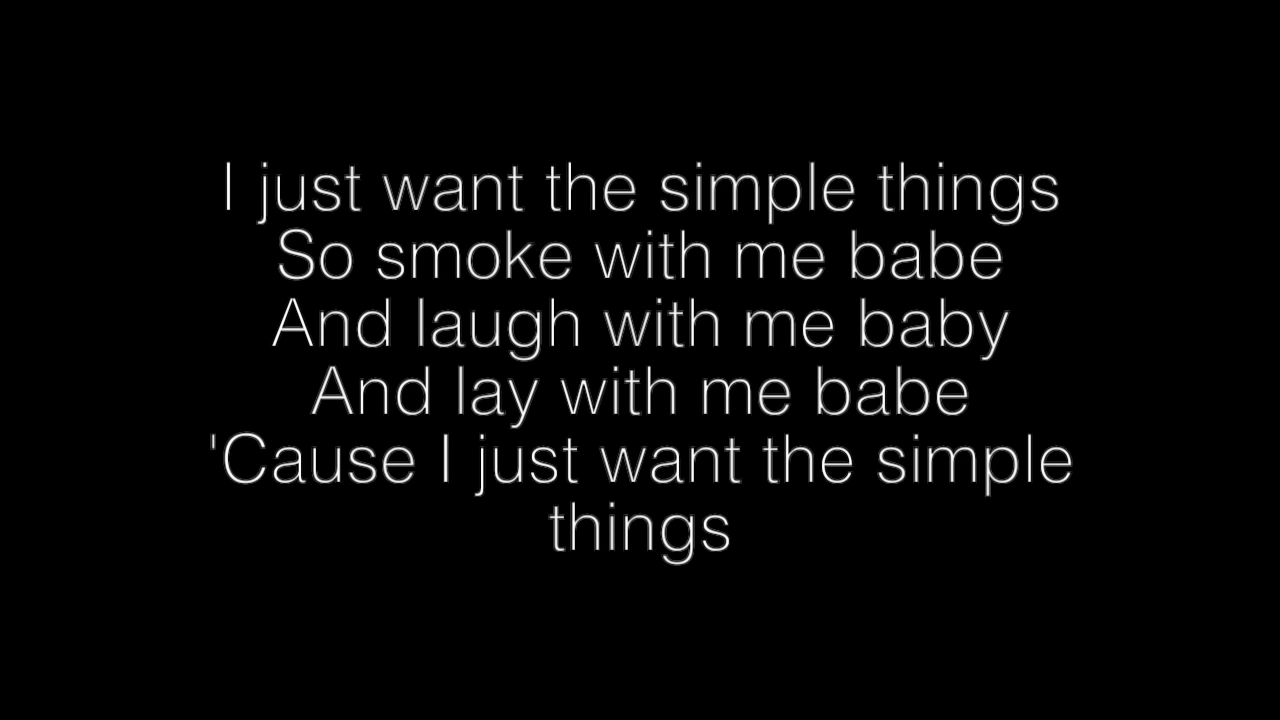 I just want the simple things
So smoke with me babe
And laugh with me baby
And lay with me babe
'Cause I just want the simple
things